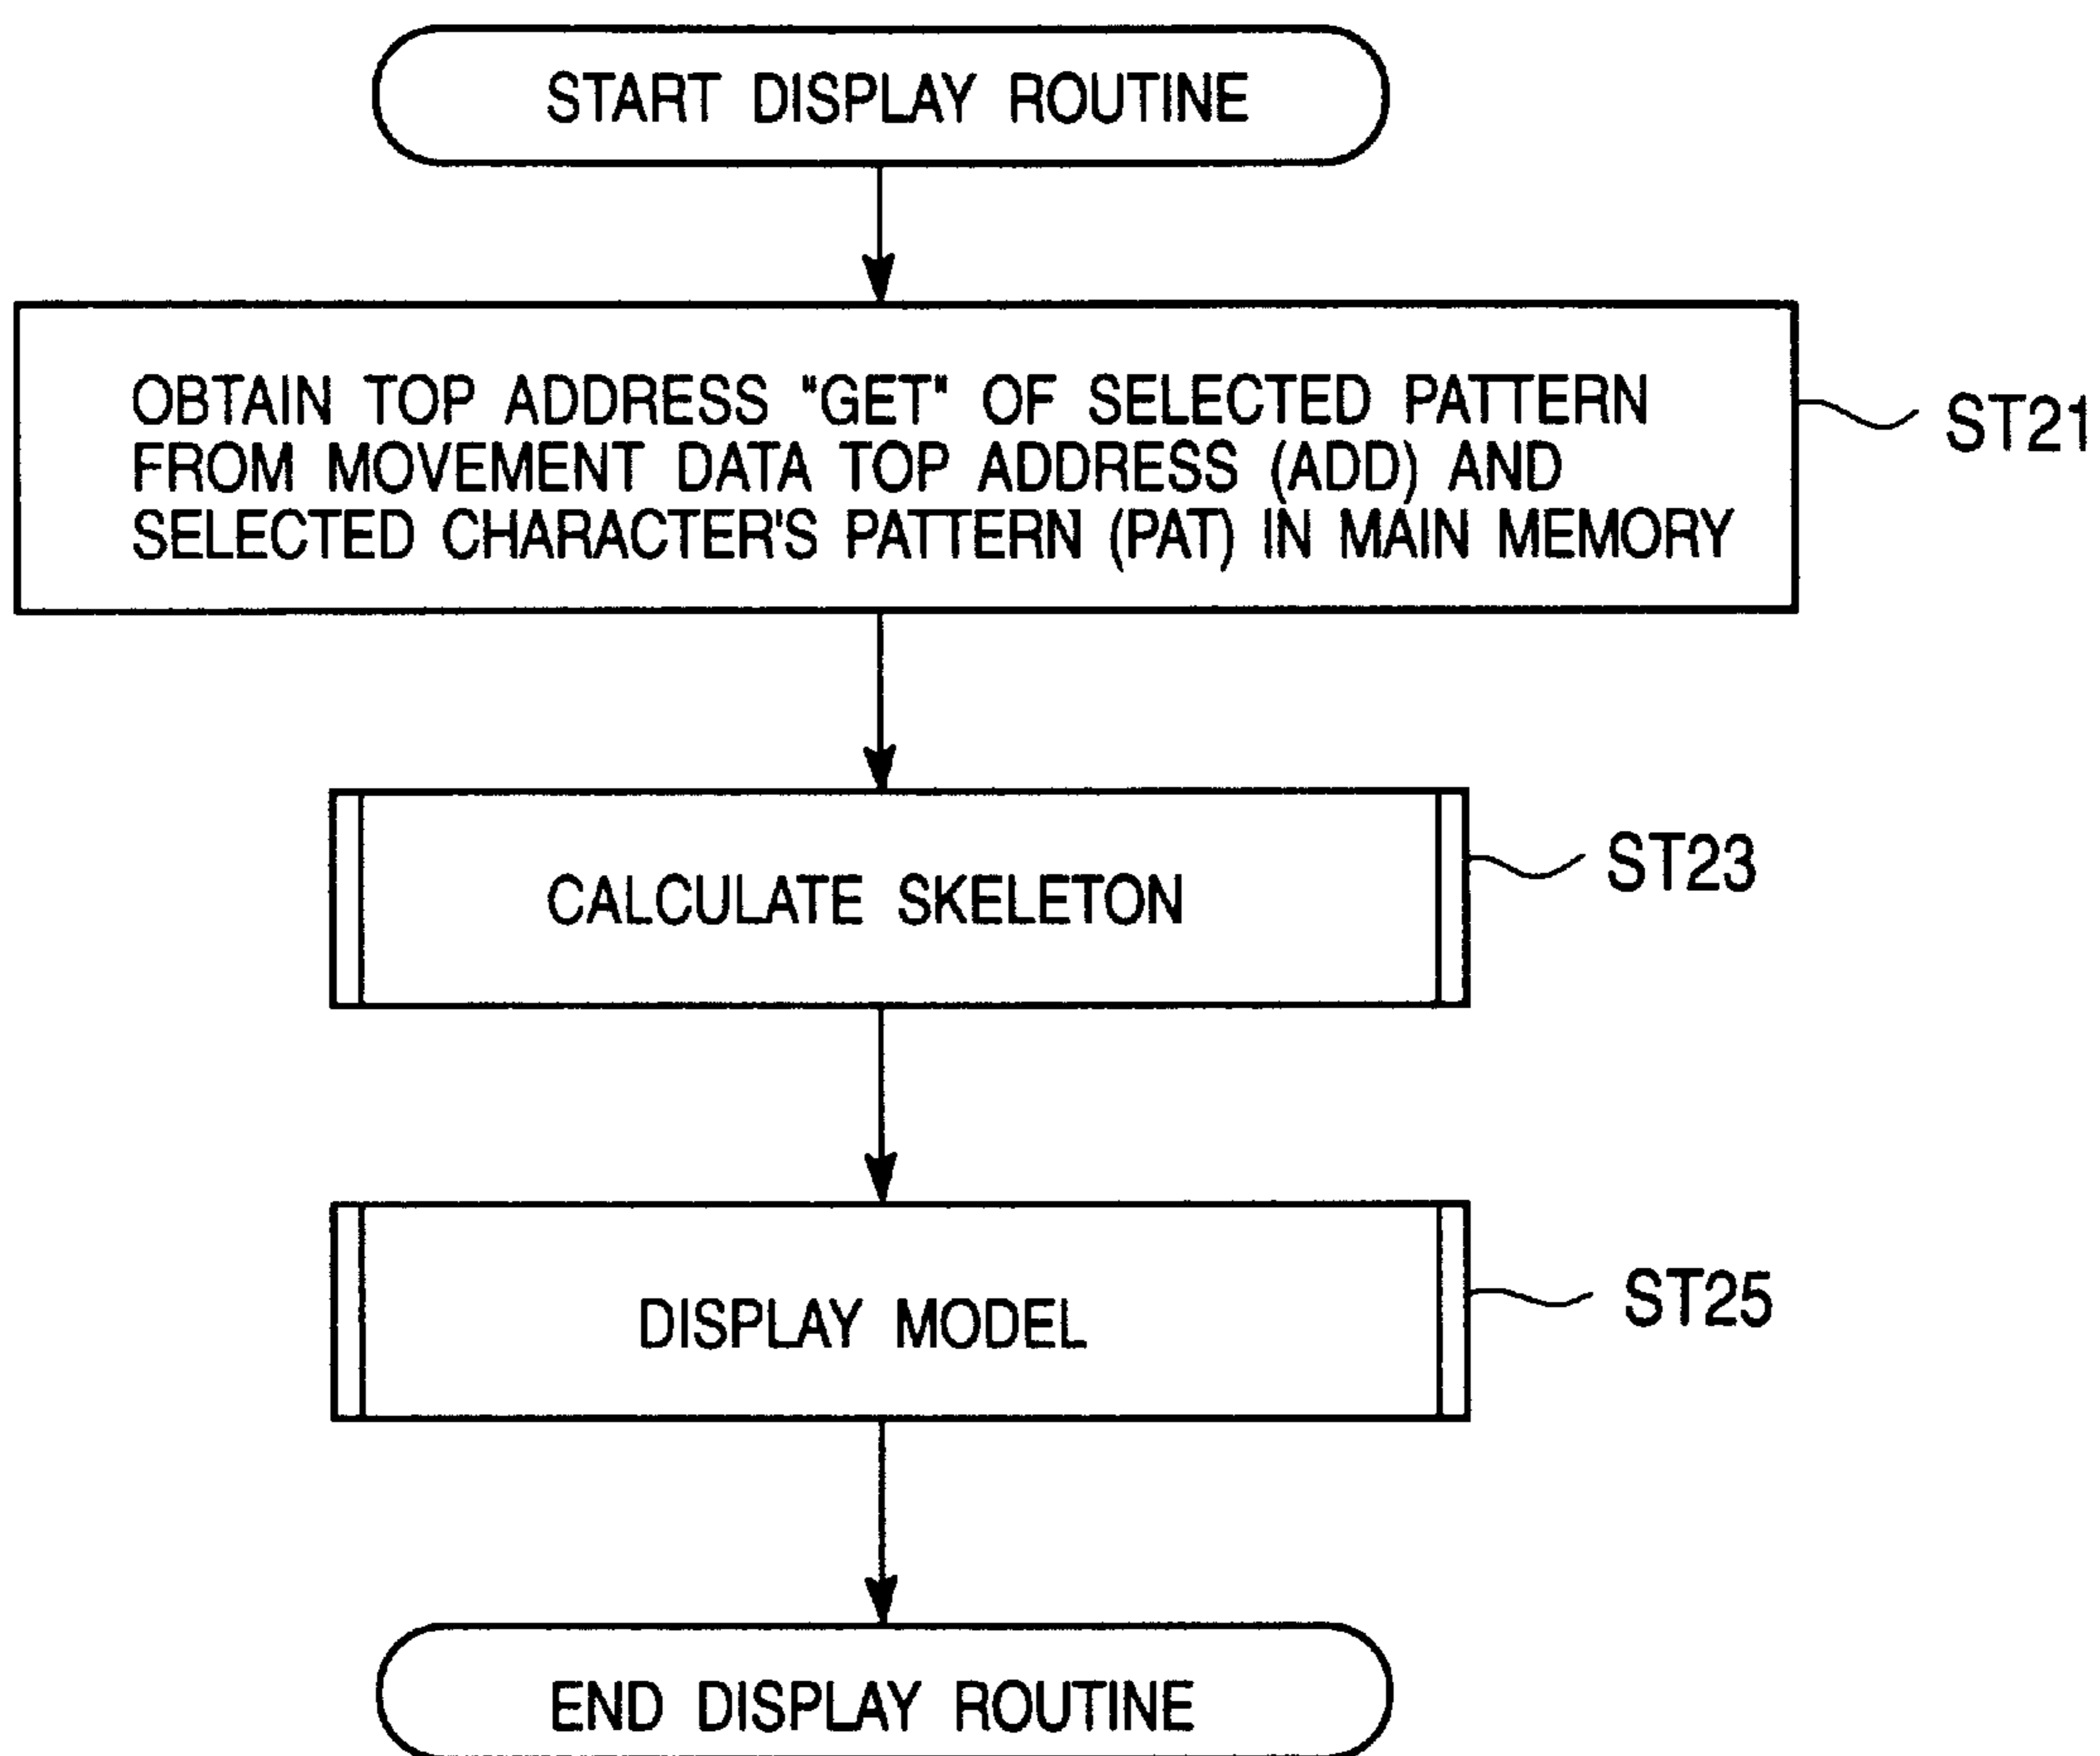 START DISPLAY ROUTINE
OBTAIN TOP ADDRESS "GET" OF SELECTED PATTERN
FROM MOVEMENT DATA TOP ADDRESS (ADD) AND
SELECTED CHARACTER'S PATTERN (PAT) IN MAIN MEMORY
ST21
CALCULATE SKELETON
ST23
DISPLAY MODEL
ST25
END DISPLAY ROUTINE